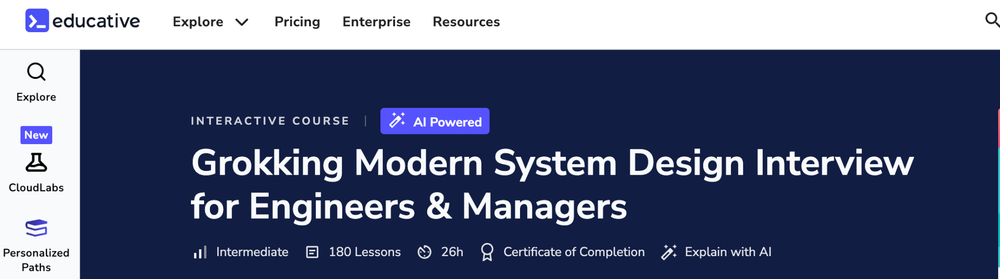 educative Explore Pricing Enterprise Resources
Explore
New
CloudLabs
Personalized
Paths
INTERACTIVE COURSE | AI Powered
Grokking Modern System Design Interview
for Engineers & Managers
Intermediate 180 Lessons 26h Certificate of Completion Explain with AI